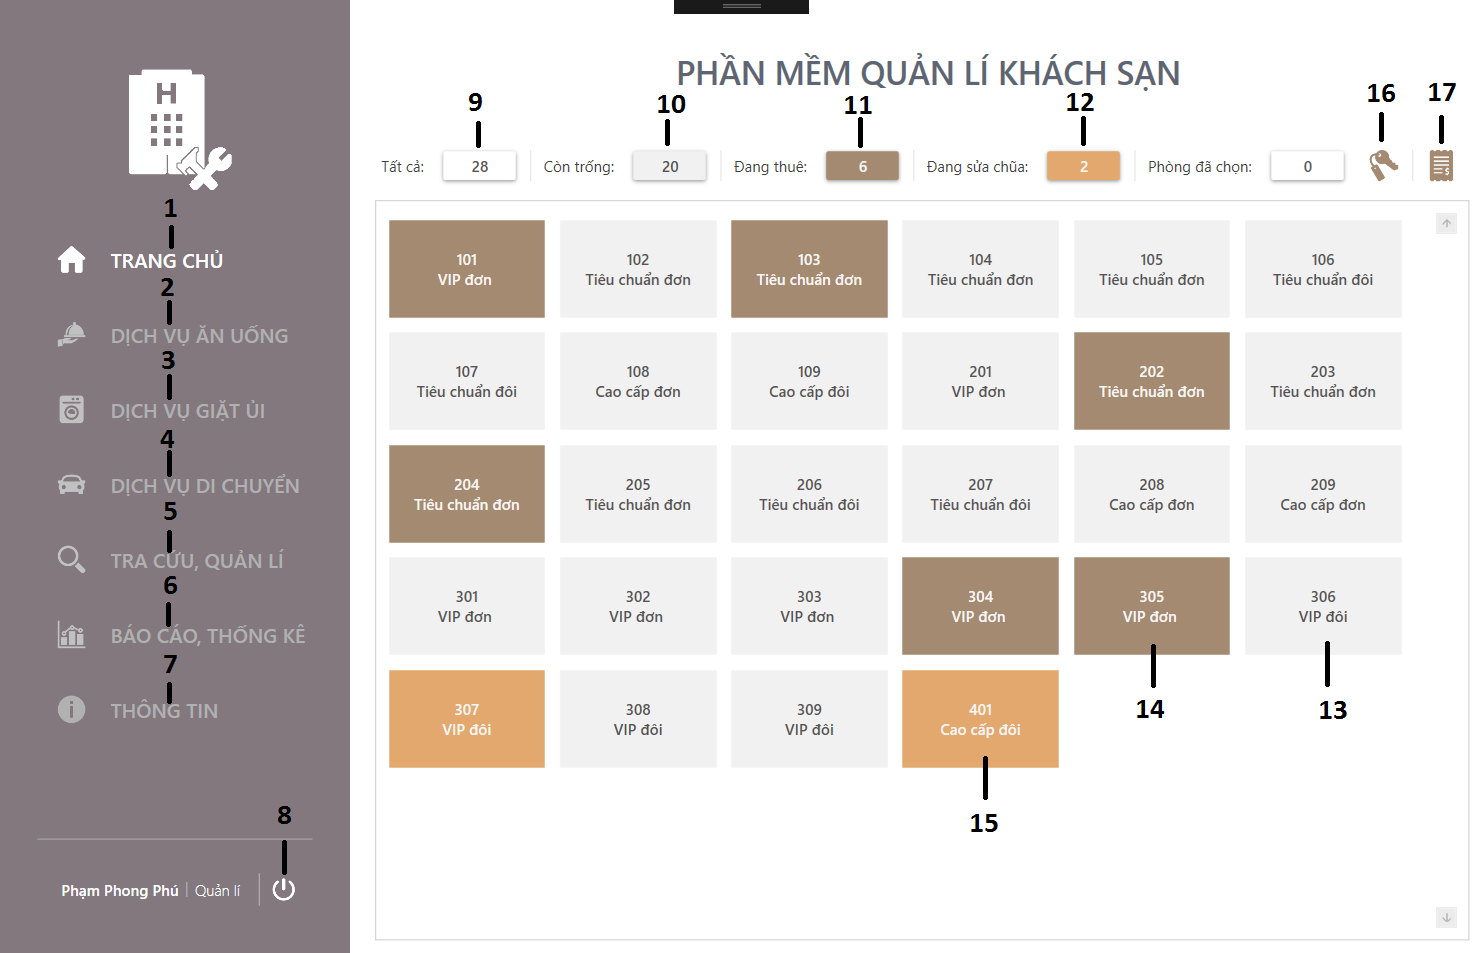 H
PHẦN MỀM QUẢN LÍ KHÁCH SẠN
9
10
11
12
16
17
Tất cả: 28 Còn trống: 20 Đang thuê: 6 Đang sửa chữa: 2 Phòng đã chọn: 0
1
TRANG CHỦ
2
DỊCH VỤ ĂN UỐNG
3
DỊCH VỤ GIẶT ỦI
4
DỊCH VỤ DI CHUYỂN
5
TRA CỨU, QUẢN LÍ
6
BÁO CÁO, THỐNG KÊ
7
THÔNG TIN
8
Phạm Phong Phú | Quản lí
101
VIP đơn
102
Tiêu chuẩn đơn
103
Tiêu chuẩn đơn
104
Tiêu chuẩn đơn
105
Tiêu chuẩn đơn
106
Tiêu chuẩn đôi
107
Tiêu chuẩn đôi
108
Cao cấp đơn
109
Cao cấp đôi
201
VIP đơn
202
Tiêu chuẩn đơn
203
Tiêu chuẩn đơn
204
Tiêu chuẩn đơn
205
Tiêu chuẩn đơn
206
Tiêu chuẩn đôi
207
Tiêu chuẩn đôi
208
Cao cấp đơn
209
Cao cấp đơn
301
VIP đơn
302
VIP đơn
303
VIP đơn
304
VIP đơn
305
VIP đơn
306
VIP đôi
14
13
307
VIP đôi
308
VIP đôi
309
VIP đôi
401
Cao cấp đôi
15